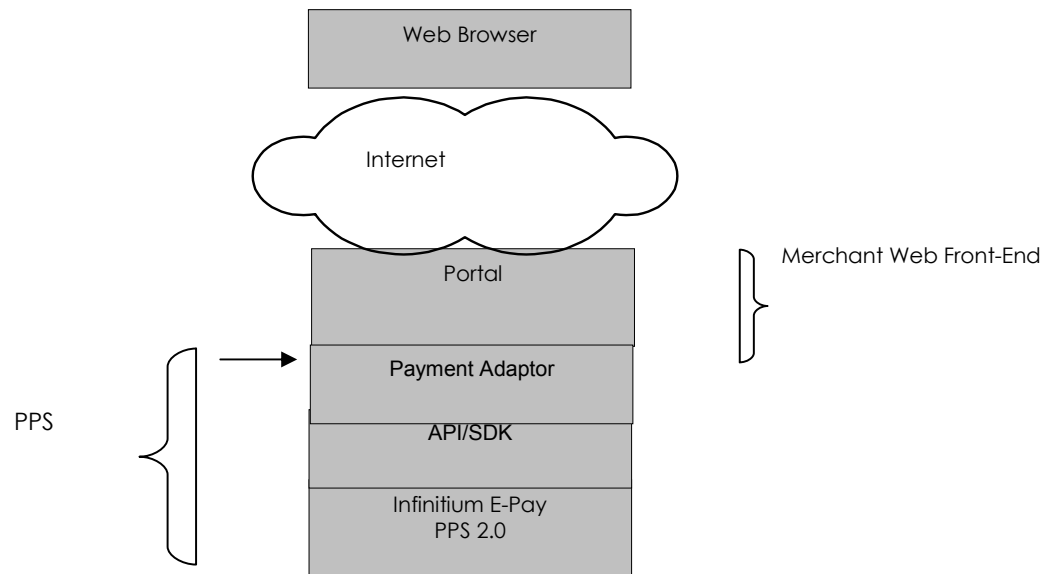 Web Browser
Internet
Portal
Merchant Web Front-End
Payment Adaptor
PPS
API/SDK
Infinitium E-Pay
PPS 2.0